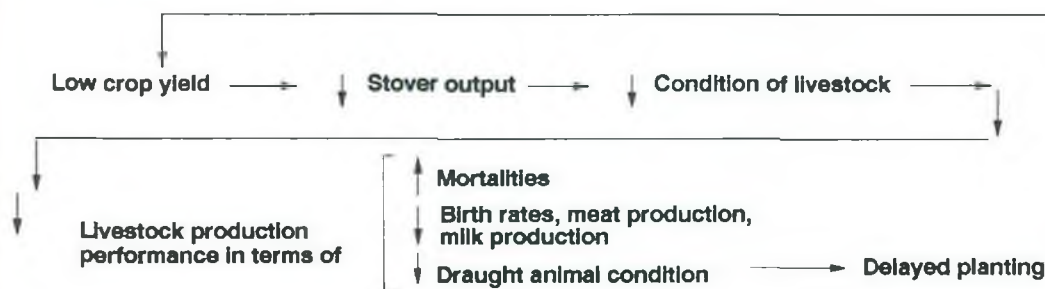 Low crop yield
Stover output
Condition of livestock
Livestock production
performance in terms of
Mortalities
Birth rates, meat production,
milk production
Draught animal condition
Delayed planting